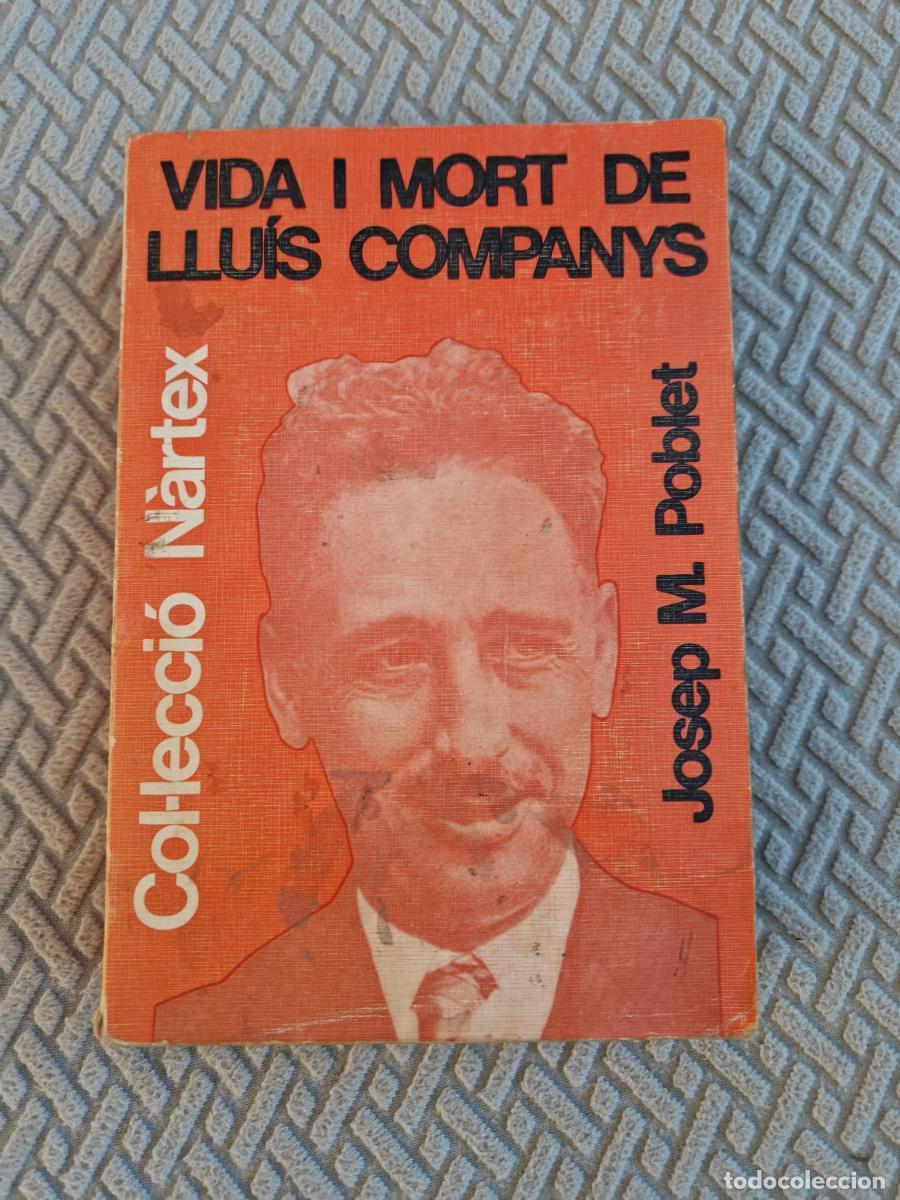 VIDA I MORT DE
LLUÍS COMPANYS
Col·lecció Nàrtex
Josep M. Poblet
todocoleccion